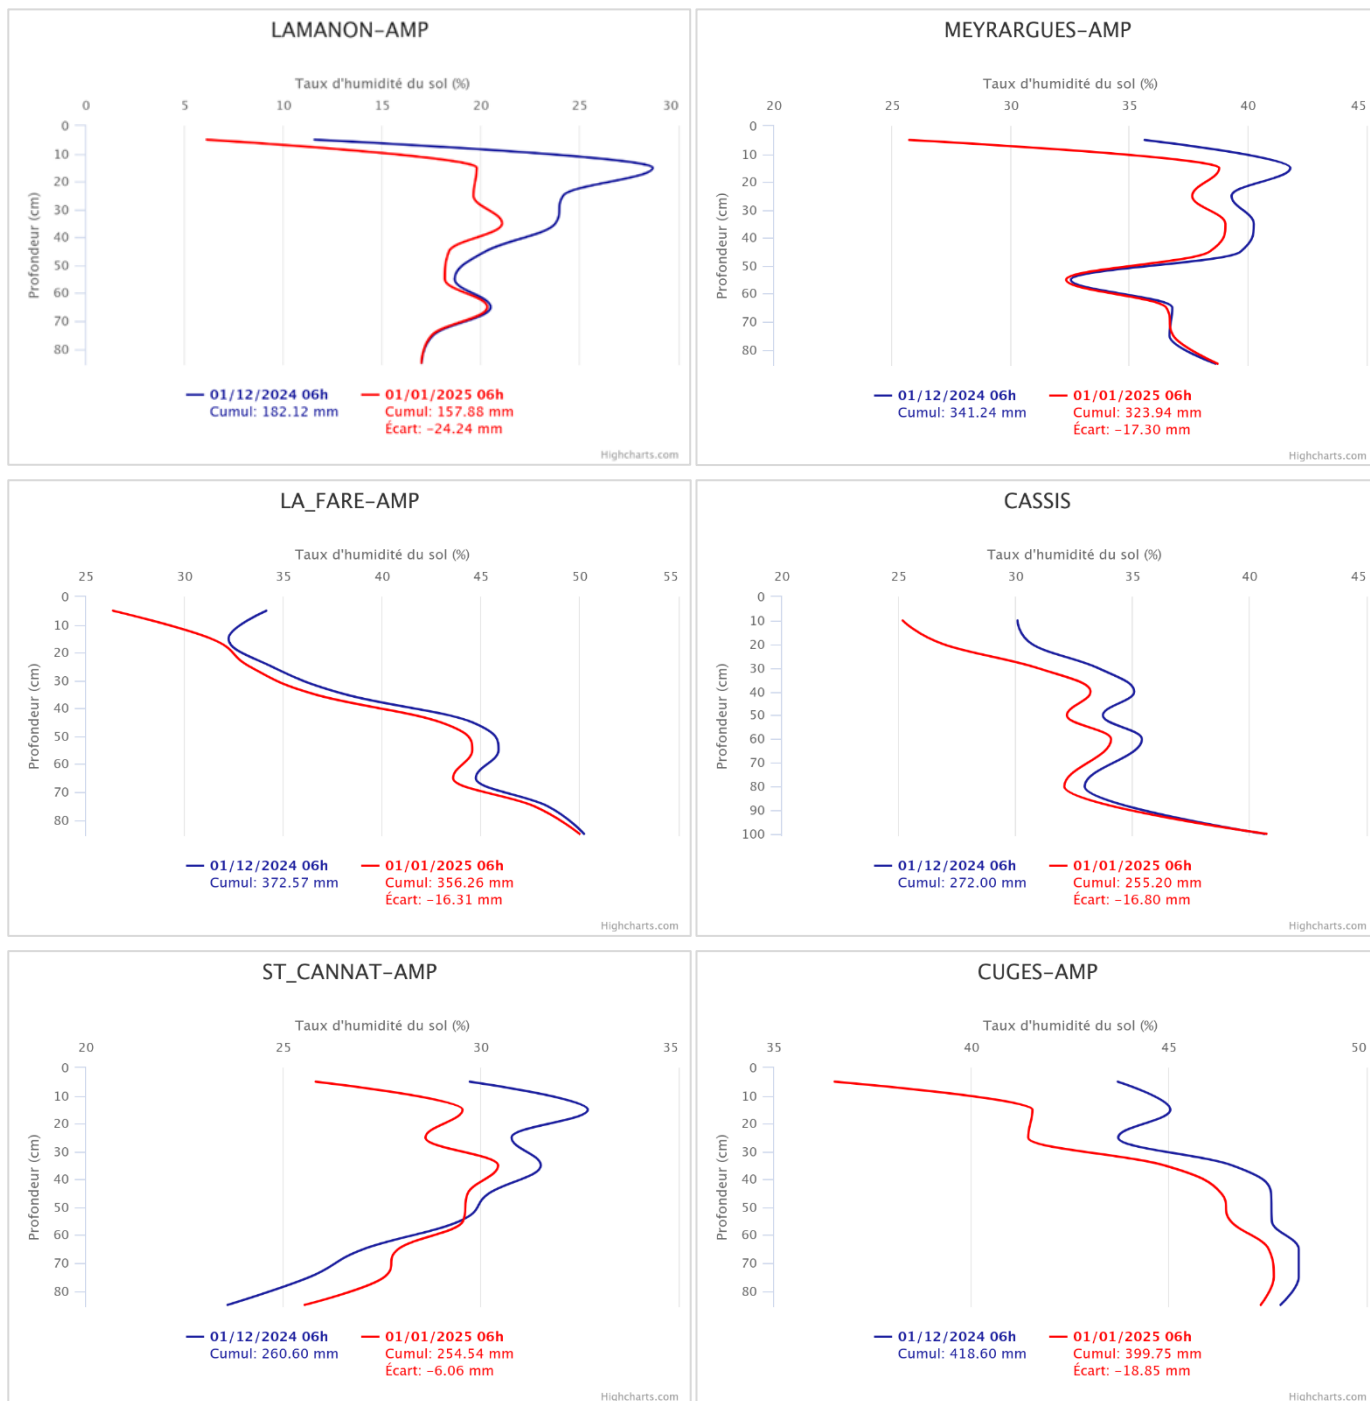 LAMANON-AMP
Taux d'humidité du sol (%)
0 5 10 15 20 25 30
Profondeur (cm)
0
10
20
30
40
50
60
70
80
01/12/2024 06h
Cumul: 182.12 mm
01/01/2025 06h
Cumul: 157.88 mm
Écart: -24.24 mm
Highcharts.com
MEYRARGUES-AMP
Taux d'humidité du sol (%)
20 25 30 35 40 45
Profondeur (cm)
0
10
20
30
40
50
60
70
80
01/12/2024 06h
Cumul: 341.24 mm
01/01/2025 06h
Cumul: 323.94 mm
Écart: -17.30 mm
Highcharts.com
LA_FARE-AMP
Taux d'humidité du sol (%)
25 30 35 40 45 50 55
Profondeur (cm)
0
10
20
30
40
50
60
70
80
01/12/2024 06h
Cumul: 372.57 mm
01/01/2025 06h
Cumul: 356.26 mm
Écart: -16.31 mm
Highcharts.com
CASSIS
Taux d'humidité du sol (%)
20 25 30 35 40 45
Profondeur (cm)
0
10
20
30
40
50
60
70
80
90
100
01/12/2024 06h
Cumul: 272.00 mm
01/01/2025 06h
Cumul: 255.20 mm
Écart: -16.80 mm
Highcharts.com
ST_CANNAT-AMP
Taux d'humidité du sol (%)
20 25 30 35
Profondeur (cm)
0
10
20
30
40
50
60
70
80
01/12/2024 06h
Cumul: 260.60 mm
01/01/2025 06h
Cumul: 254.54 mm
Écart: -6.06 mm
Highcharts.com
CUGES-AMP
Taux d'humidité du sol (%)
35 40 45 50
Profondeur (cm)
0
10
20
30
40
50
60
70
80
01/12/2024 06h
Cumul: 418.60 mm
01/01/2025 06h
Cumul: 399.75 mm
Écart: -18.85 mm
Highcharts.com